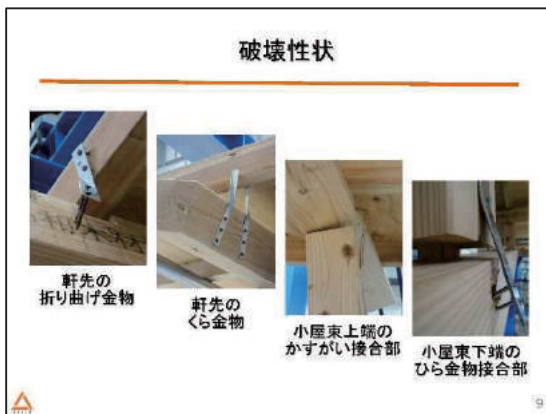 破壊性状
軒先の
折り曲げ金物
軒先の
くら金物
小屋束上端の
かすがい接合部
小屋束下端の
ひら金物接合部
9